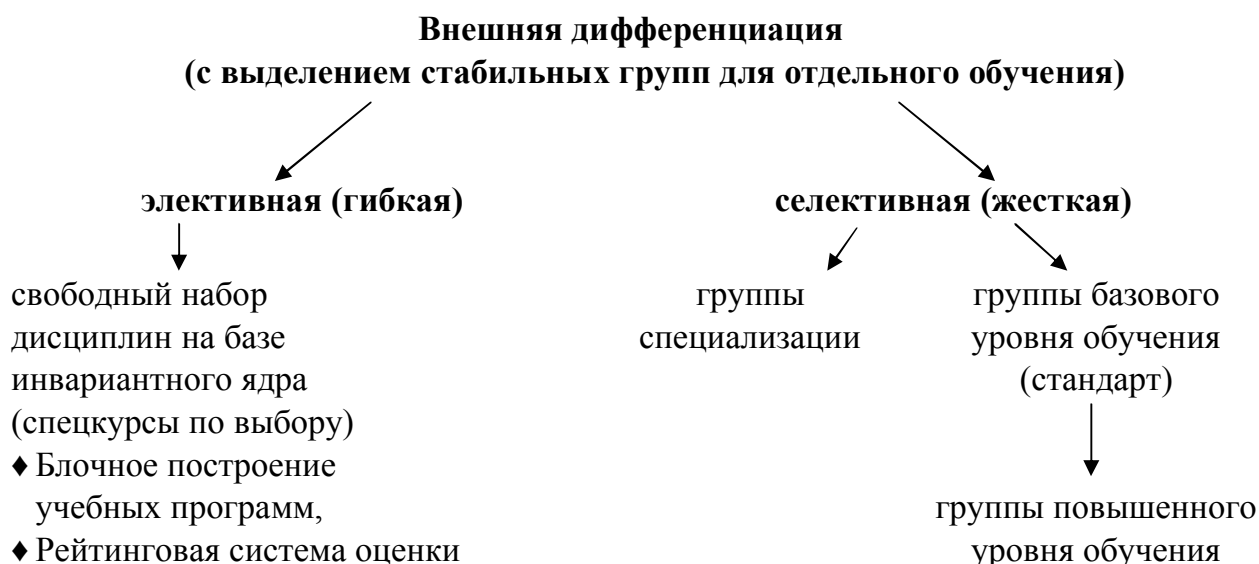 Внешняя дифференциация
(с выделением стабильных групп для отдельного обучения)
элективная (гибкая)
селективная (жесткая)
свободный набор
дисциплин на базе
инвариантного ядра
(спецкурсы по выбору)
♦ Блочное построение
учебных программ,
♦ Рейтинговая система оценки
группы
специализации
группы базового
уровня обучения
(стандарт)
группы повышенного
уровня обучения